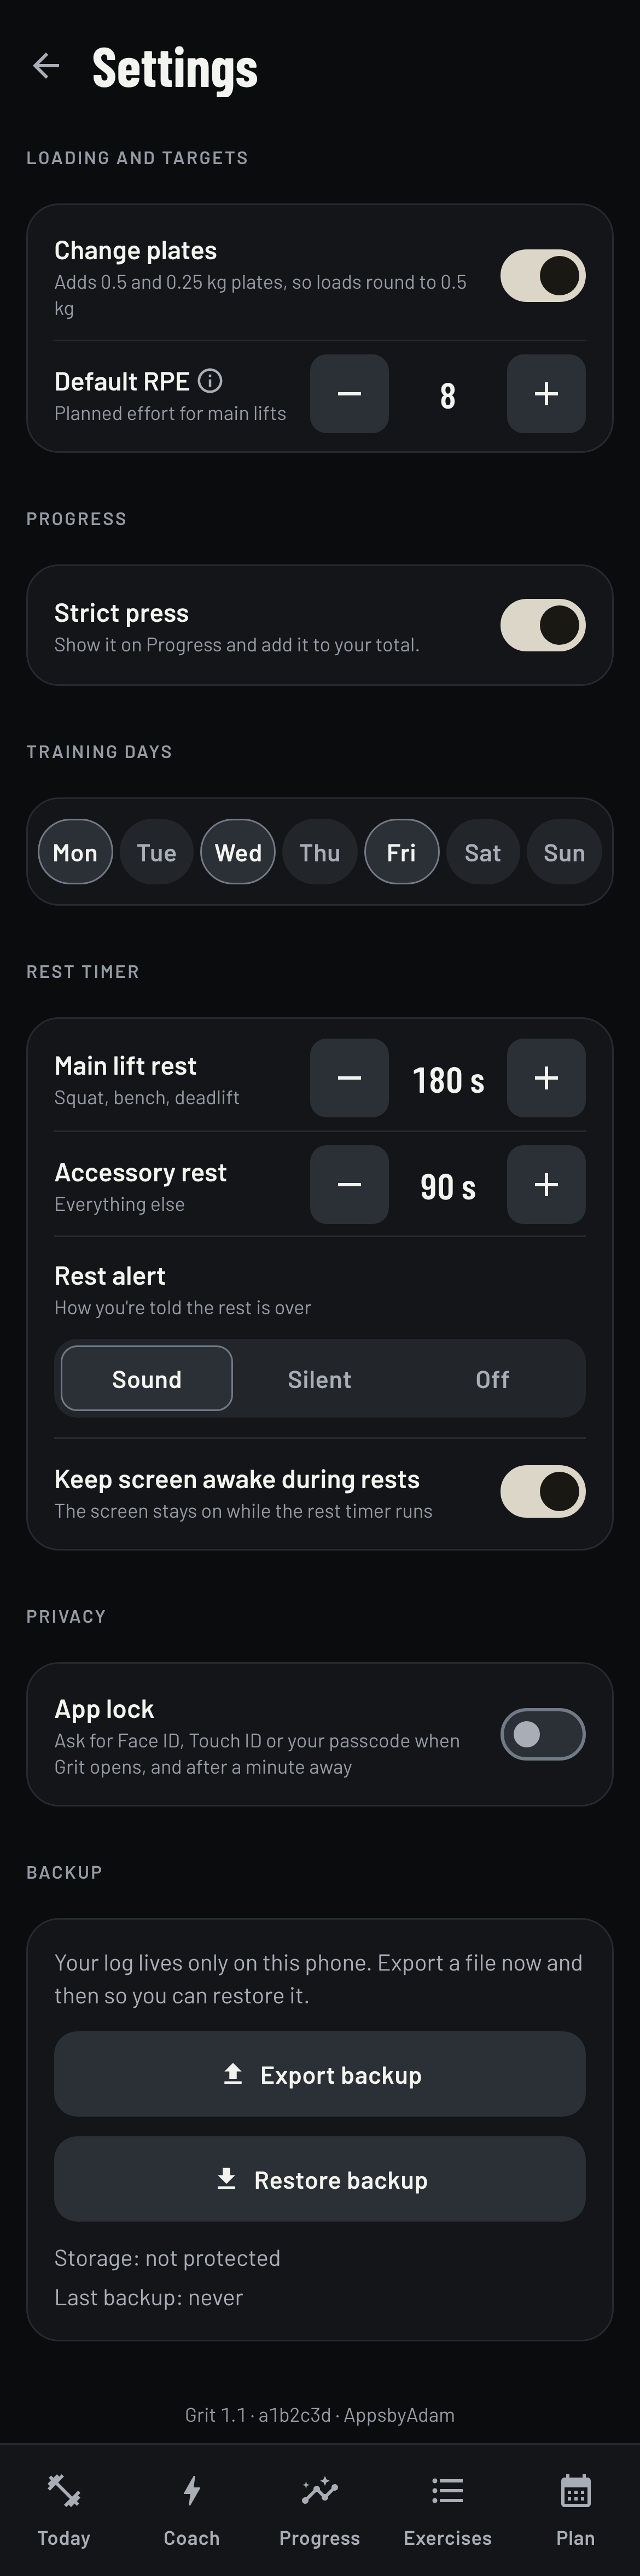 Settings
LOADING AND TARGETS
Change plates
Adds 0.5 and 0.25 kg plates, so loads round to 0.5
kg
Default RPE
Planned effort for main lifts
8
PROGRESS
Strict press
Show it on Progress and add it to your total.
TRAINING DAYS
Mon Tue Wed Thu Fri Sat Sun
REST TIMER
Main lift rest
Squat, bench, deadlift
180 s
Accessory rest
Everything else
90 s
Rest alert
How you're told the rest is over
Sound Silent Off
Keep screen awake during rests
The screen stays on while the rest timer runs
PRIVACY
App lock
Ask for Face ID, Touch ID or your passcode when
Grit opens, and after a minute away
BACKUP
Your log lives only on this phone. Export a file now and
then so you can restore it.
Export backup
Restore backup
Storage: not protected
Last backup: never
Grit 1.1 · a1b2c3d · AppsbyAdam
Today Coach Progress Exercises Plan